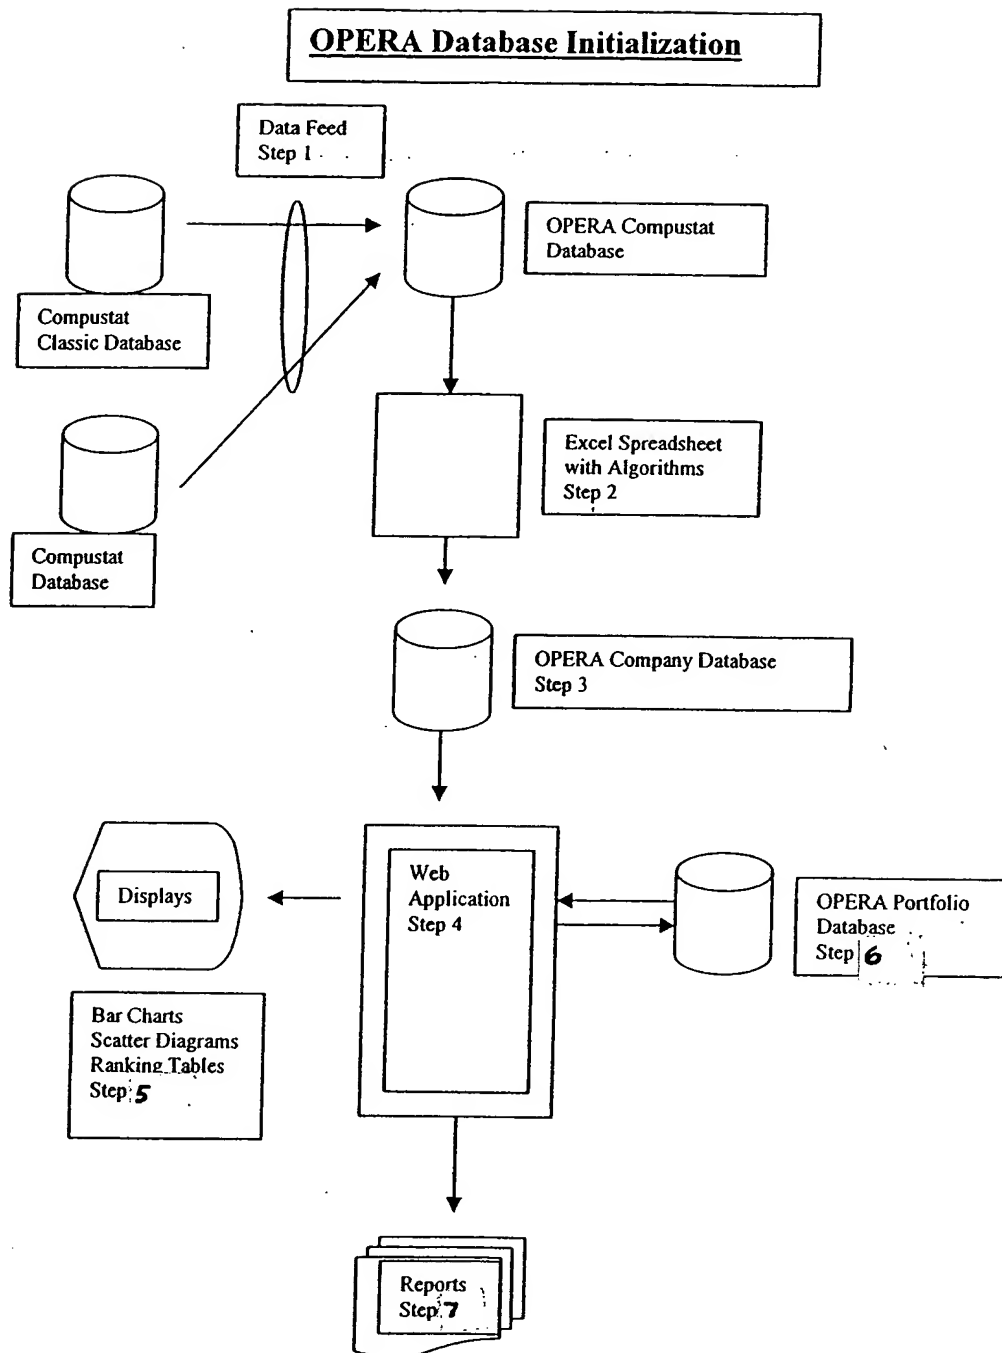 OPERA Database Initialization
Data Feed
Step 1
OPERA Compustat
Database
Compustat
Classic Database
Excel Spreadsheet
with Algorithms
Step 2
Compustat
Database
OPERA Company Database
Step 3
Web
Application
Step 4
Displays
OPERA Portfolio
Database
Step 6
Bar Charts
Scatter Diagrams
Ranking Tables
Step 5
Reports
Step 7